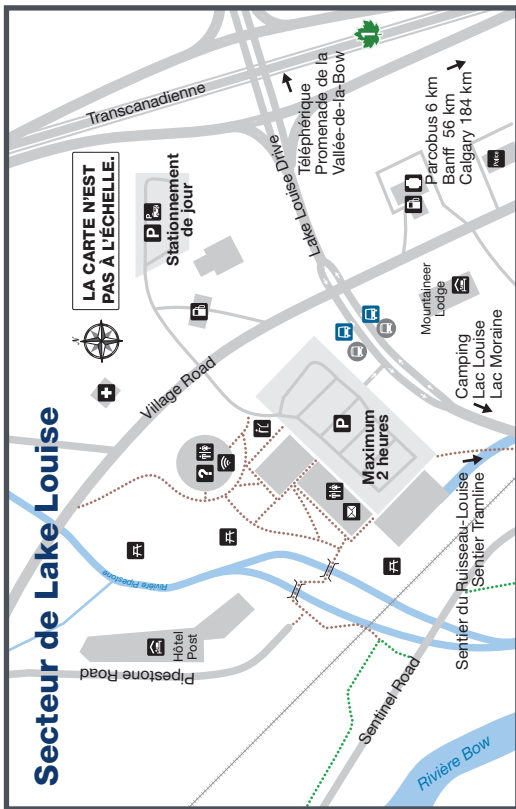 Secteur de Lake Louise
LA CARTE N'EST
PAS À L'ÉCHELLE.
N
Transcanadienne
1
Téléphérique
Promenade de la
Vallée-de-la-Bow
Lake Louise Drive
P
P
Stationnement
de jour
Village Road
?
Parcobus 6 km
Banff 56 km
Calgary 184 km
Police
Mountaineer
Lodge
Camping
Lac Louise
Lac Moraine
P
Maximum
2 heures
Rivière Pipestone
Hôtel
Post
Pipestone Road
Sentier du Ruisseau-Louise
Sentier Tramline
Sentinel Road
Rivière Bow